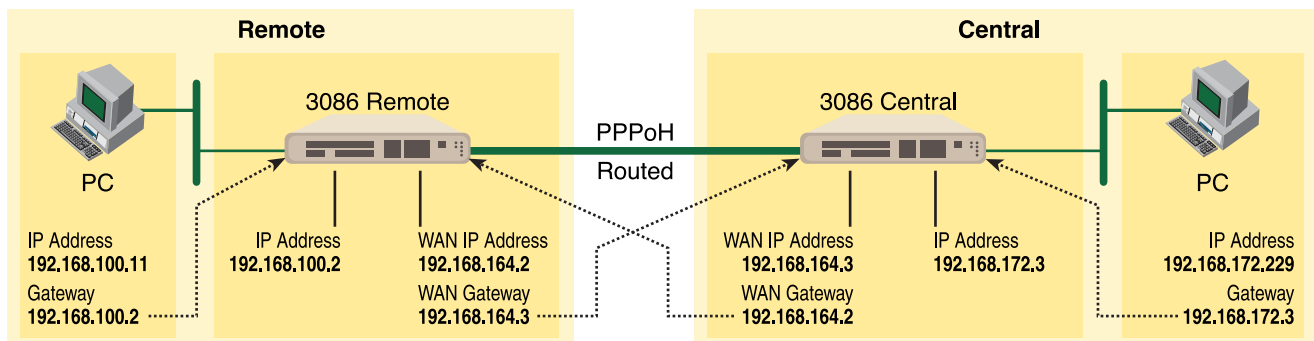 Remote
Central
3086 Remote
3086 Central
PPPoH
Routed
PC
PC
IP Address
192.168.100.11
Gateway
192.168.100.2
IP Address
192.168.100.2
WAN IP Address
192.168.164.2
WAN Gateway
192.168.164.3
WAN IP Address
192.168.164.3
WAN Gateway
192.168.164.2
IP Address
192.168.172.3
IP Address
192.168.172.229
Gateway
192.168.172.3